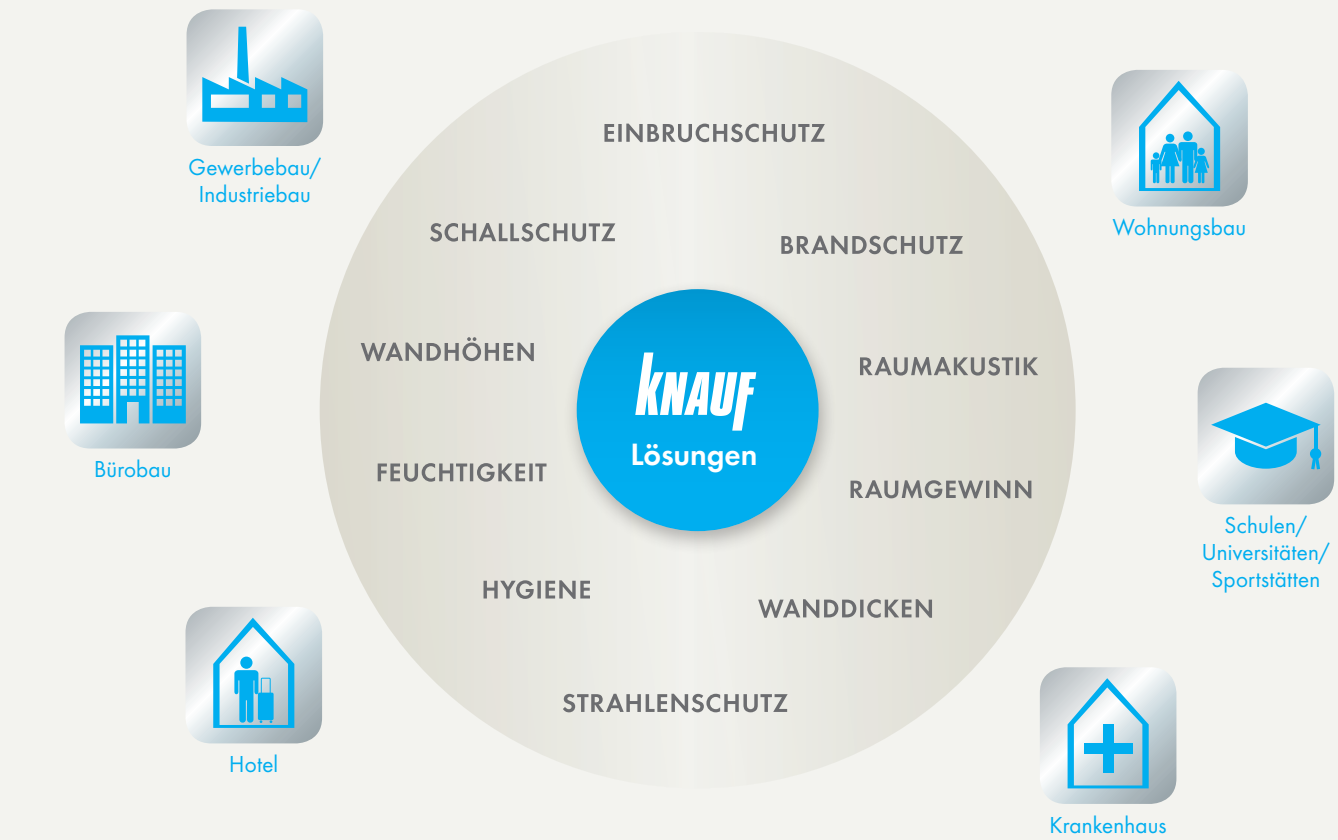 Gewerbebau/
Industriebau
Bürobau
Hotel
EINBRUCHSCHUTZ
SCHALLSCHUTZ
BRANDSCHUTZ
WANDHÖHEN
RAUMAKUSTIK
KNAUF
Lösungen
FEUCHTIGKEIT
RAUMGEWINN
HYGIENE
WANDDICKEN
STRAHLENSCHUTZ
Wohnungsbau
Schulen/
Universitäten/
Sportstätten
Krankenhaus